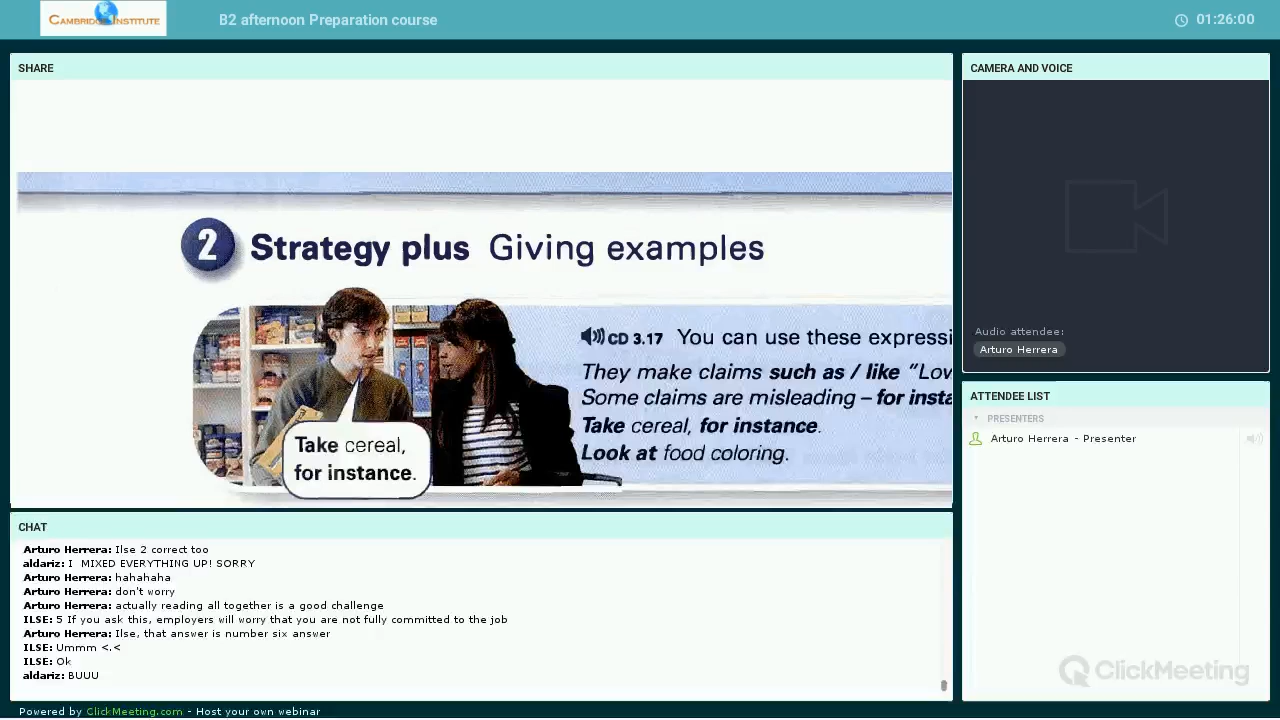 CAMBRIDGE INSTITUTE
B2 afternoon Preparation course
01:26:00
SHARE
2 Strategy plus Giving examples
CD 3.17 You can use these expressi
They make claims such as / like “Lov
Some claims are misleading – for insta
Take cereal, for instance.
Look at food coloring.
Take cereal,
for instance.
CHAT
Arturo Herrera: Ilse 2 correct too
aldariz: I MIXED EVERYTHING UP! SORRY
Arturo Herrera: hahahaha
Arturo Herrera: don't worry
Arturo Herrera: actually reading all together is a good challenge
ILSE: 5 If you ask this, employers will worry that you are not fully committed to the job
Arturo Herrera: Ilse, that answer is number six answer
ILSE: Ummm <.<
ILSE: Ok
aldariz: BUUU
CAMERA AND VOICE
Audio attendee:
Arturo Herrera
ATTENDEE LIST
PRESENTERS
Arturo Herrera - Presenter
ClickMeeting
Powered by ClickMeeting.com - Host your own webinar